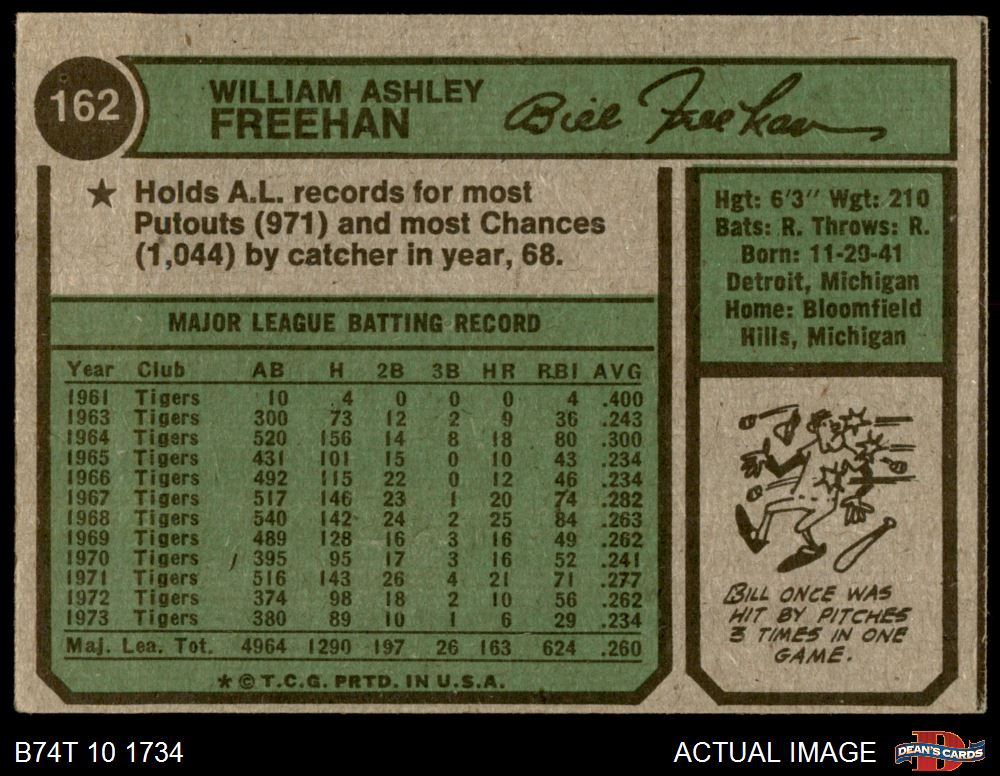 162
WILLIAM ASHLEY
FREEHAN
Bill Freehan
★ Holds A.L. records for most
Putouts (971) and most Chances
(1,044) by catcher in year, 68.
Hgt: 6'3" Wgt: 210
Bats: R. Throws: R.
Born: 11-29-41
Detroit, Michigan
Home: Bloomfield
Hills, Michigan
MAJOR LEAGUE BATTING RECORD
Year Club AB H 2B 3B HR RBI AVG
1961 Tigers 10 4 0 0 0 4 .400
1963 Tigers 300 73 12 2 9 36 .243
1964 Tigers 520 156 14 8 18 80 .300
1965 Tigers 431 101 15 0 10 43 .234
1966 Tigers 492 115 22 0 12 46 .234
1967 Tigers 517 146 23 1 20 74 .282
1968 Tigers 540 142 24 2 25 84 .263
1969 Tigers 489 128 16 3 16 49 .262
1970 Tigers 395 95 17 3 16 52 .241
1971 Tigers 516 143 26 4 21 71 .277
1972 Tigers 374 98 18 2 10 56 .262
1973 Tigers 380 89 10 1 6 29 .234
Maj. Lea. Tot. 4964 1290 197 26 163 624 .260
★ © T.C.G. PRTD. IN U.S.A.
BILL ONCE WAS
HIT BY PITCHES
3 TIMES IN ONE
GAME.
B74T 10 1734
ACTUAL IMAGE
DEAN'S CARDS